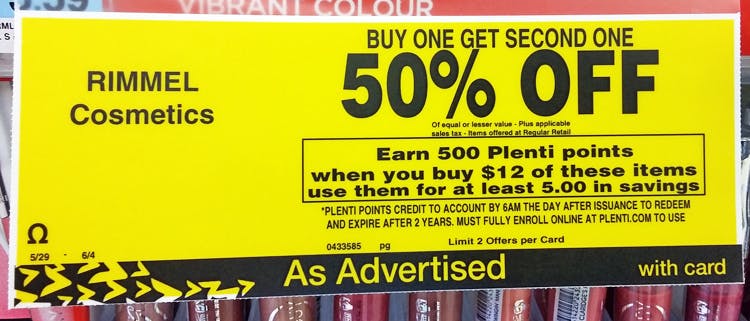 VIBRANT COLOUR
BUY ONE GET SECOND ONE
50% OFF
RIMMEL
Cosmetics
Of equal or lesser value - Plus applicable
sales tax - Items offered at Regular Retail
Earn 500 Plenti points
when you buy $12 of these items
use them for at least 5.00 in savings
*PLENTI POINTS CREDIT TO ACCOUNT BY 6AM THE DAY AFTER ISSUANCE TO REDEEM
AND EXPIRE AFTER 2 YEARS. MUST FULLY ENROLL ONLINE AT PLENTI.COM TO USE
Ω
5/29 - 6/4
0433585 pg Limit 2 Offers per Card
As Advertised with card